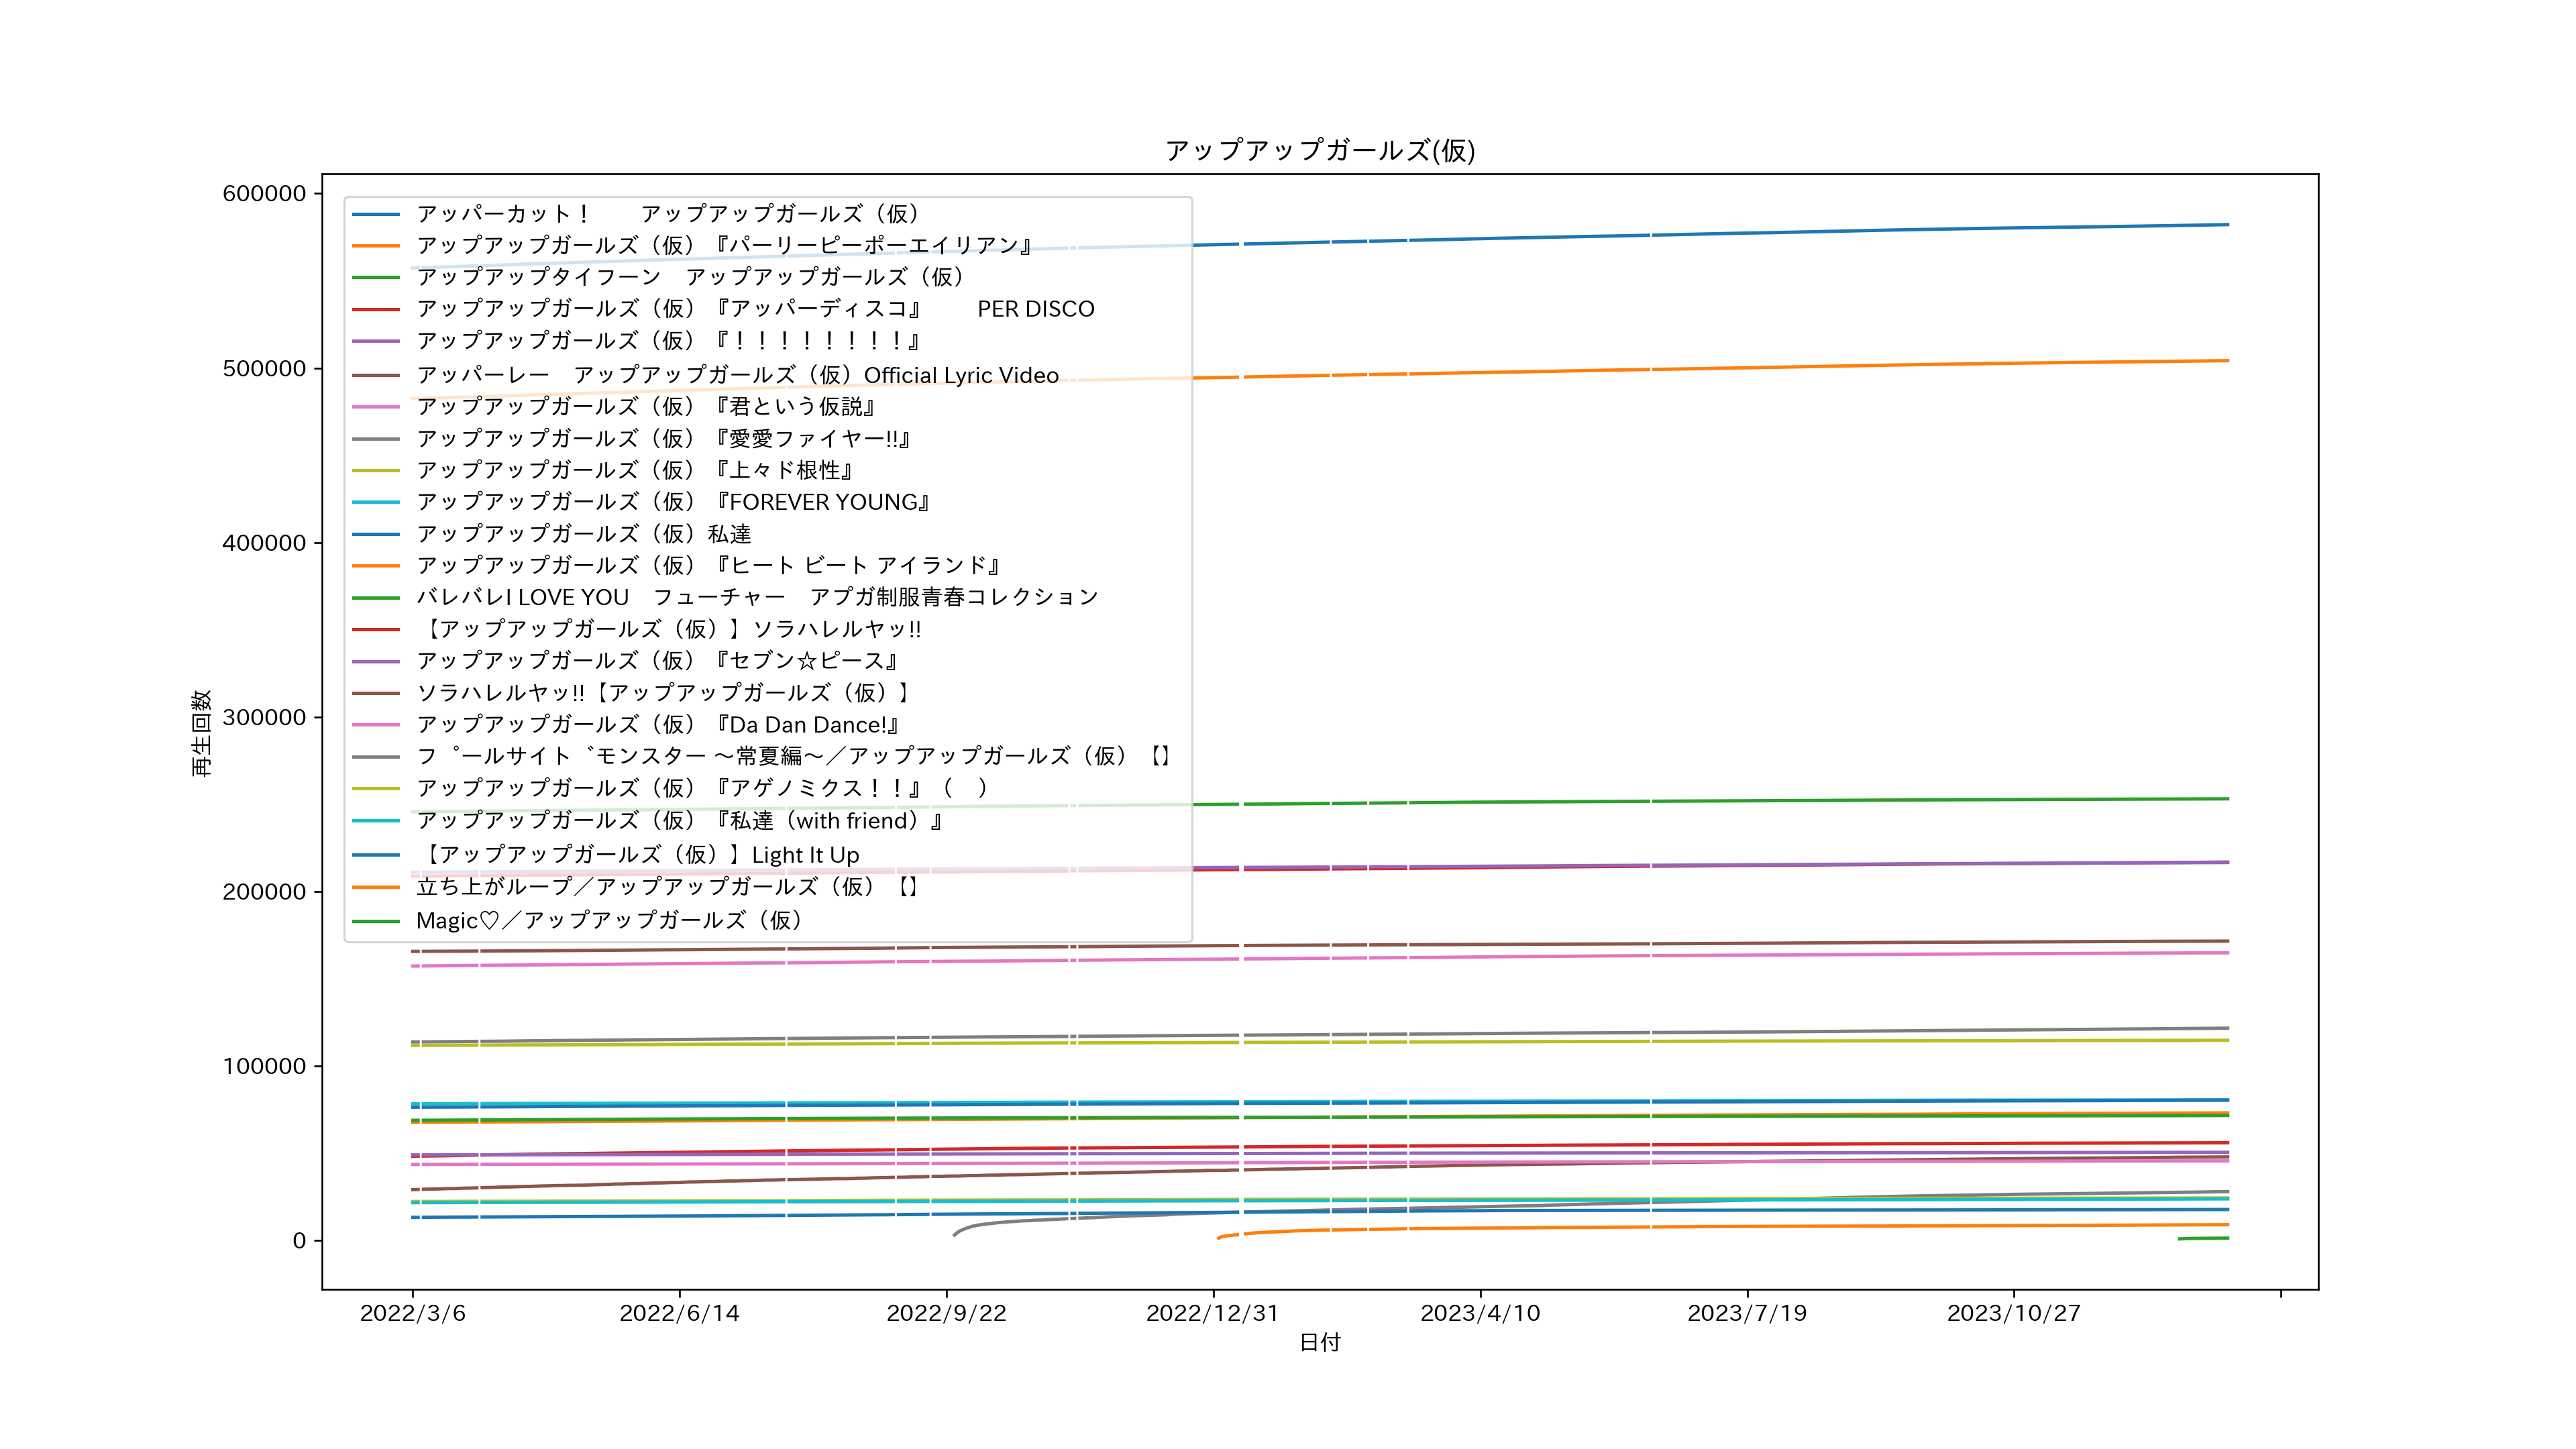 アップアップガールズ(仮)
600000
500000
400000
300000
200000
100000
0
再生回数
アッパーカット！　　アップアップガールズ（仮）
アップアップガールズ（仮）『パーリーピーポーエイリアン』
アップアップタイフーン　アップアップガールズ（仮）
アップアップガールズ（仮）『アッパーディスコ』　　PER DISCO
アップアップガールズ（仮）『！！！！！！！！』
アッパーレー　アップアップガールズ（仮）Official Lyric Video
アップアップガールズ（仮）『君という仮説』
アップアップガールズ（仮）『愛愛ファイヤー!!』
アップアップガールズ（仮）『上々ド根性』
アップアップガールズ（仮）『FOREVER YOUNG』
アップアップガールズ（仮）私達
アップアップガールズ（仮）『ヒート ビート アイランド』
バレバレI LOVE YOU　フューチャー　アプガ制服青春コレクション
【アップアップガールズ（仮）】ソラハレルヤッ!!
アップアップガールズ（仮）『セブン☆ピース』
ソラハレルヤッ!!【アップアップガールズ（仮）】
アップアップガールズ（仮）『Da Dan Dance!』
フ゜ールサイト゛モンスター 〜常夏編〜／アップアップガールズ（仮）【】
アップアップガールズ（仮）『アゲノミクス！！』（　）
アップアップガールズ（仮）『私達（with friend）』
【アップアップガールズ（仮）】Light It Up
立ち上がループ／アップアップガールズ（仮）【】
Magic♡／アップアップガールズ（仮）
2022/3/6 2022/6/14 2022/9/22 2022/12/31 2023/4/10 2023/7/19 2023/10/27
日付